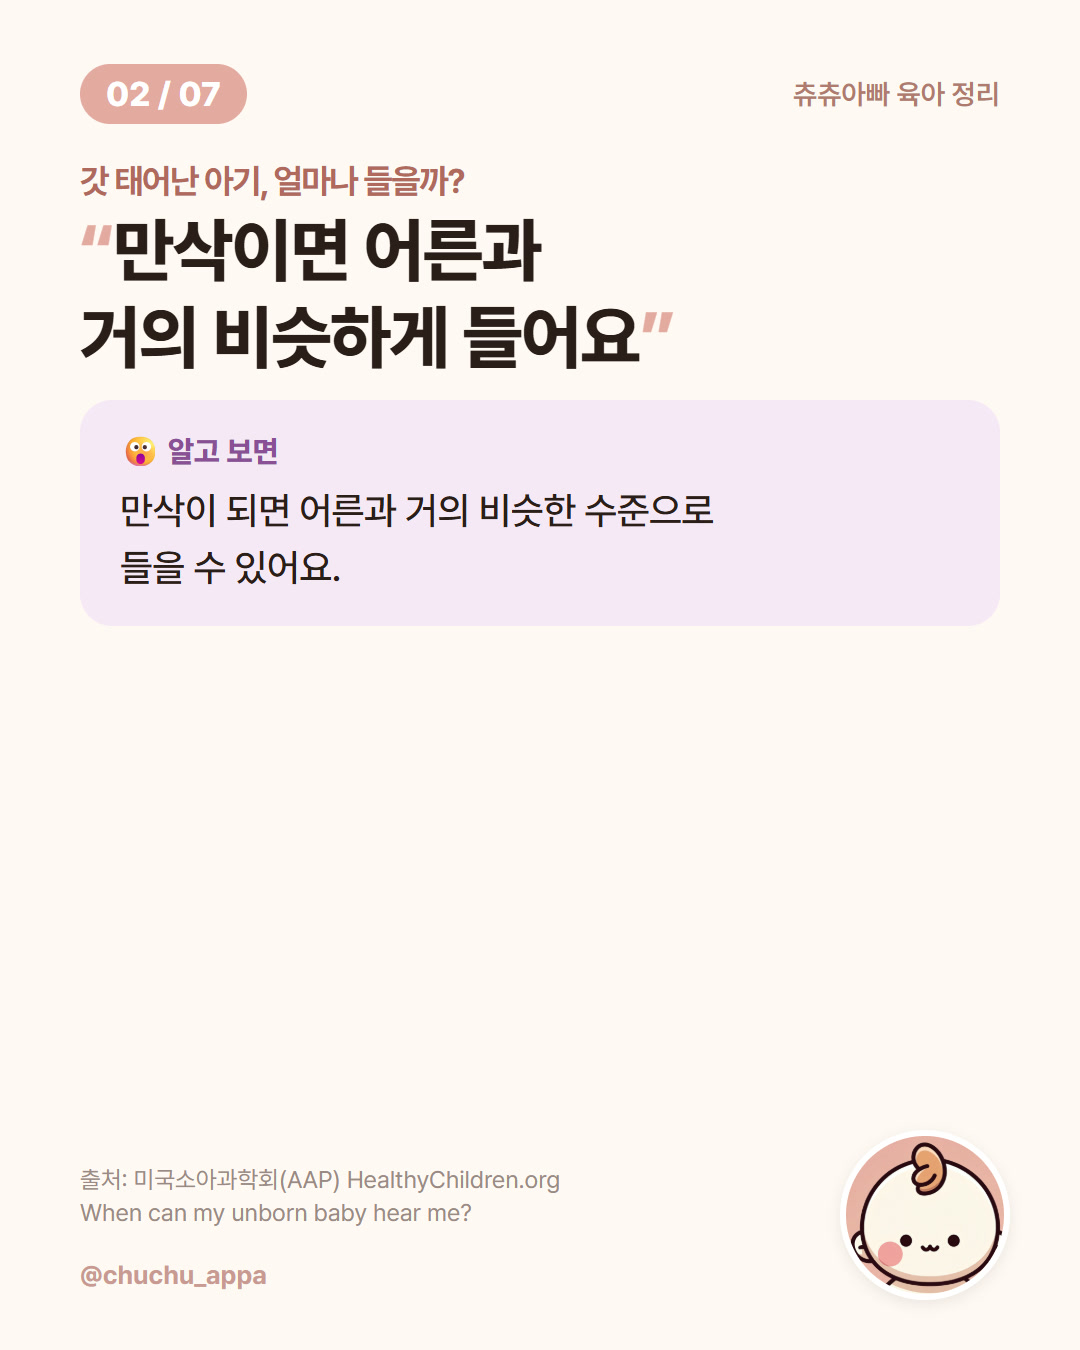 02 / 07
츄츄아빠 육아 정리
갓 태어난 아기, 얼마나 들을까?
“만삭이면 어른과
거의 비슷하게 들어요”
😲 알고 보면
만삭이 되면 어른과 거의 비슷한 수준으로
들을 수 있어요.
출처: 미국소아과학회(AAP) HealthyChildren.org
When can my unborn baby hear me?
@chuchu_appa